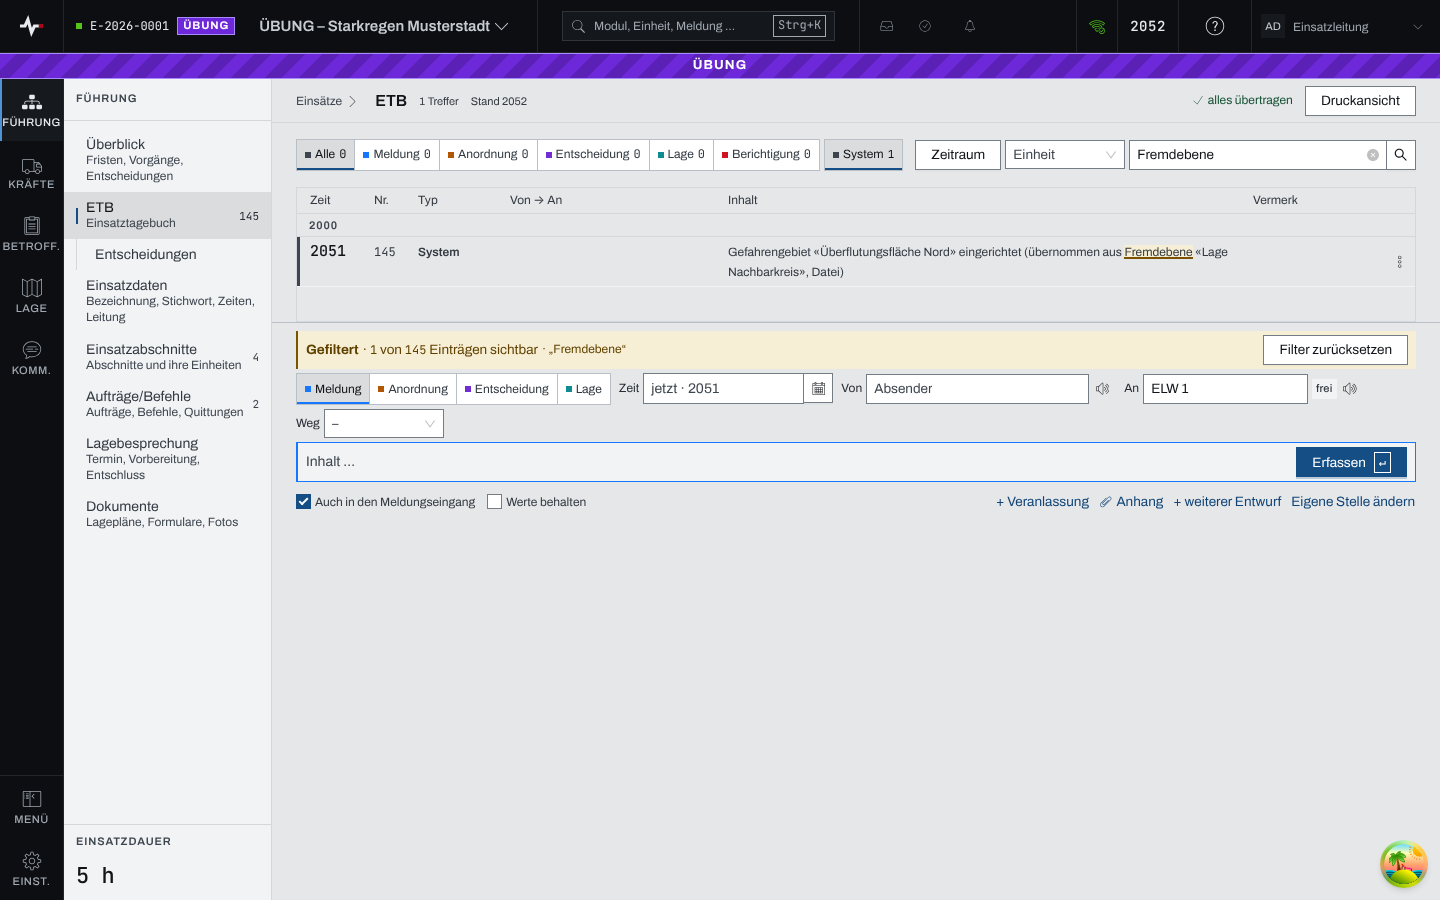 E-2026-0001 ÜBUNG ÜBUNG – Starkregen Musterstadt Modul, Einheit, Meldung ... Strg+K 2052 ? AD Einsatzleitung
ÜBUNG
FÜHRUNG
KRÄFTE
BETROFF.
LAGE
KOMM.
MENÜ
EINST.
FÜHRUNG
Überblick
Fristen, Vorgänge,
Entscheidungen
ETB
Einsatztagebuch 145
Entscheidungen
Einsatzdaten
Bezeichnung, Stichwort, Zeiten,
Leitung
Einsatzabschnitte
Abschnitte und ihre Einheiten 4
Aufträge/Befehle
Aufträge, Befehle, Quittungen 2
Lagebesprechung
Termin, Vorbereitung,
Entschluss
Dokumente
Lagepläne, Formulare, Fotos
EINSATZDAUER
5 h
Einsätze ETB 1 Treffer Stand 2052 alles übertragen Druckansicht
Alle 0 Meldung 0 Anordnung 0 Entscheidung 0 Lage 0 Berichtigung 0 System 1 Zeitraum Einheit Fremdebene
Zeit Nr. Typ Von → An Inhalt Vermerk
2000
2051 145 System Gefahrengebiet «Überflutungsfläche Nord» eingerichtet (übernommen aus Fremdebene «Lage
Nachbarkreis», Datei)
Gefiltert · 1 von 145 Einträgen sichtbar · „Fremdebene“ Filter zurücksetzen
Meldung Anordnung Entscheidung Lage Zeit jetzt · 2051 Von Absender An ELW 1 frei
Weg –
Inhalt ... Erfassen ↵
Auch in den Meldungseingang Werte behalten + Veranlassung Anhang + weiterer Entwurf Eigene Stelle ändern